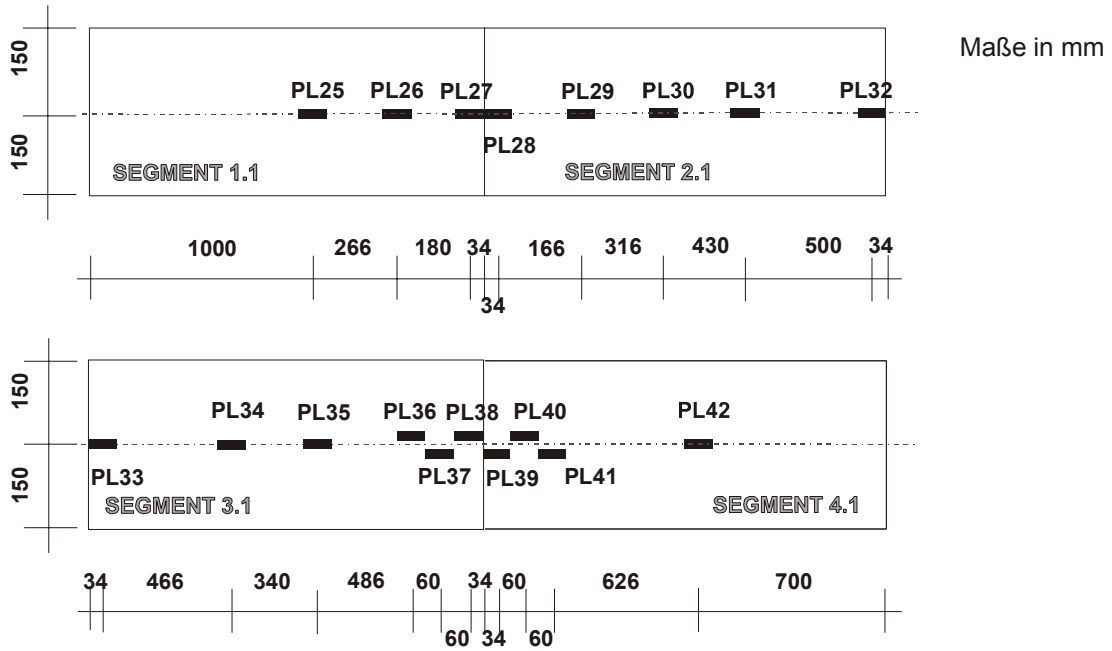 Maße in mm
150
150
PL25 PL26 PL27 PL29 PL30 PL31 PL32
PL28
SEGMENT 1.1 SEGMENT 2.1
1000 266 180 34 166 316 430 500 34
34
150
150
PL34 PL35 PL36 PL38 PL40 PL42
PL33 PL37 PL39 PL41
SEGMENT 3.1 SEGMENT 4.1
34 466 340 486 60 34 60 626 700
60 34 60